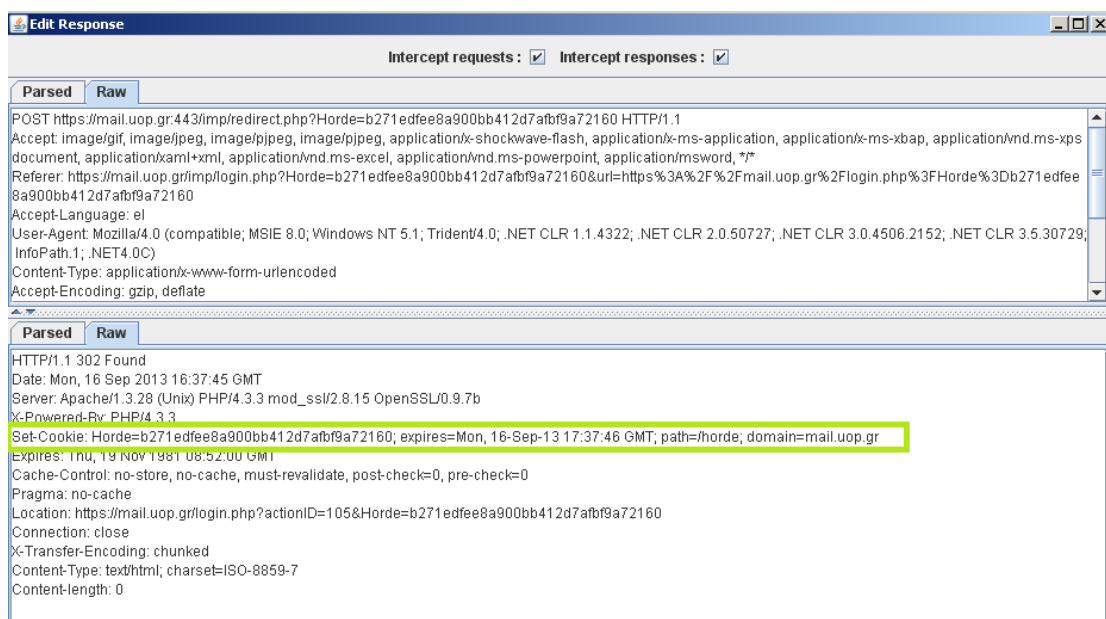 Edit Response
Intercept requests : Intercept responses :
Parsed Raw
POST https://mail.uop.gr:443/imp/redirect.php?Horde=b271edfee8a900bb412d7afbf9a72160 HTTP/1.1
Accept: image/gif, image/jpeg, image/pjpeg, image/pjpeg, application/x-shockwave-flash, application/x-ms-application, application/x-ms-xbap, application/vnd.ms-xps
document, application/xaml+xml, application/vnd.ms-excel, application/vnd.ms-powerpoint, application/msword, */*
Referer: https://mail.uop.gr/imp/login.php?Horde=b271edfee8a900bb412d7afbf9a72160&url=https%3A%2F%2Fmail.uop.gr%2Flogin.php%3FHorde%3Db271edfee
8a900bb412d7afbf9a72160
Accept-Language: el
User-Agent: Mozilla/4.0 (compatible; MSIE 8.0; Windows NT 5.1; Trident/4.0; .NET CLR 1.1.4322; .NET CLR 2.0.50727; .NET CLR 3.0.4506.2152; .NET CLR 3.5.30729;
InfoPath.1; .NET4.0C)
Content-Type: application/x-www-form-urlencoded
Accept-Encoding: gzip, deflate
Parsed Raw
HTTP/1.1 302 Found
Date: Mon, 16 Sep 2013 16:37:45 GMT
Server: Apache/1.3.28 (Unix) PHP/4.3.3 mod_ssl/2.8.15 OpenSSL/0.9.7b
X-Powered-By: PHP/4.3.3
Set-Cookie: Horde=b271edfee8a900bb412d7afbf9a72160; expires=Mon, 16-Sep-13 17:37:46 GMT; path=/horde; domain=mail.uop.gr
Expires: Thu, 19 Nov 1981 08:52:00 GMT
Cache-Control: no-store, no-cache, must-revalidate, post-check=0, pre-check=0
Pragma: no-cache
Location: https://mail.uop.gr/login.php?actionID=105&Horde=b271edfee8a900bb412d7afbf9a72160
Connection: close
X-Transfer-Encoding: chunked
Content-Type: text/html; charset=ISO-8859-7
Content-length: 0